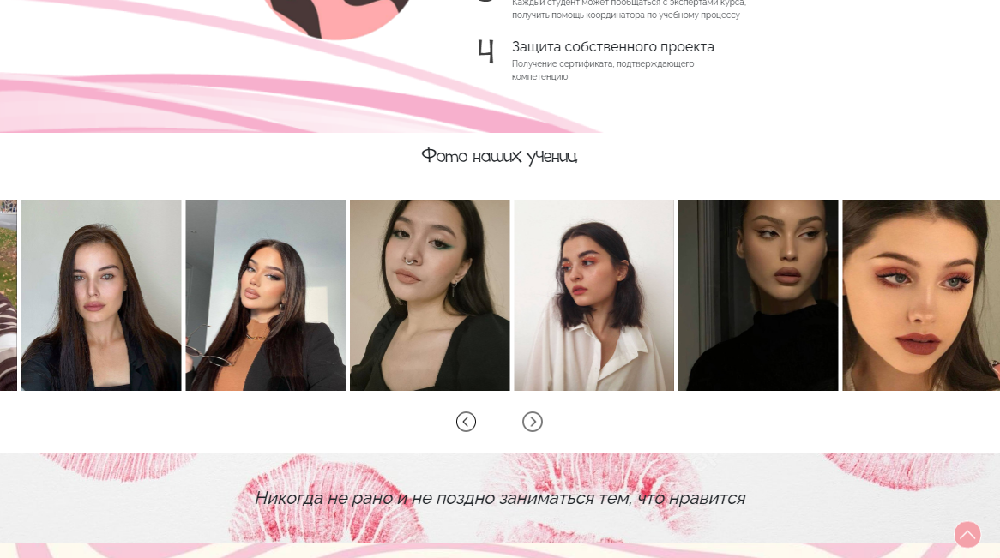 Каждый студент может пообщаться с экспертами курса,
получить помощь координатора по учебному процессу
4 Защита собственного проекта
Получение сертификата, подтверждающего
компетенцию
Фото наших учениц
Никогда не рано и не поздно заниматься тем, что нравится